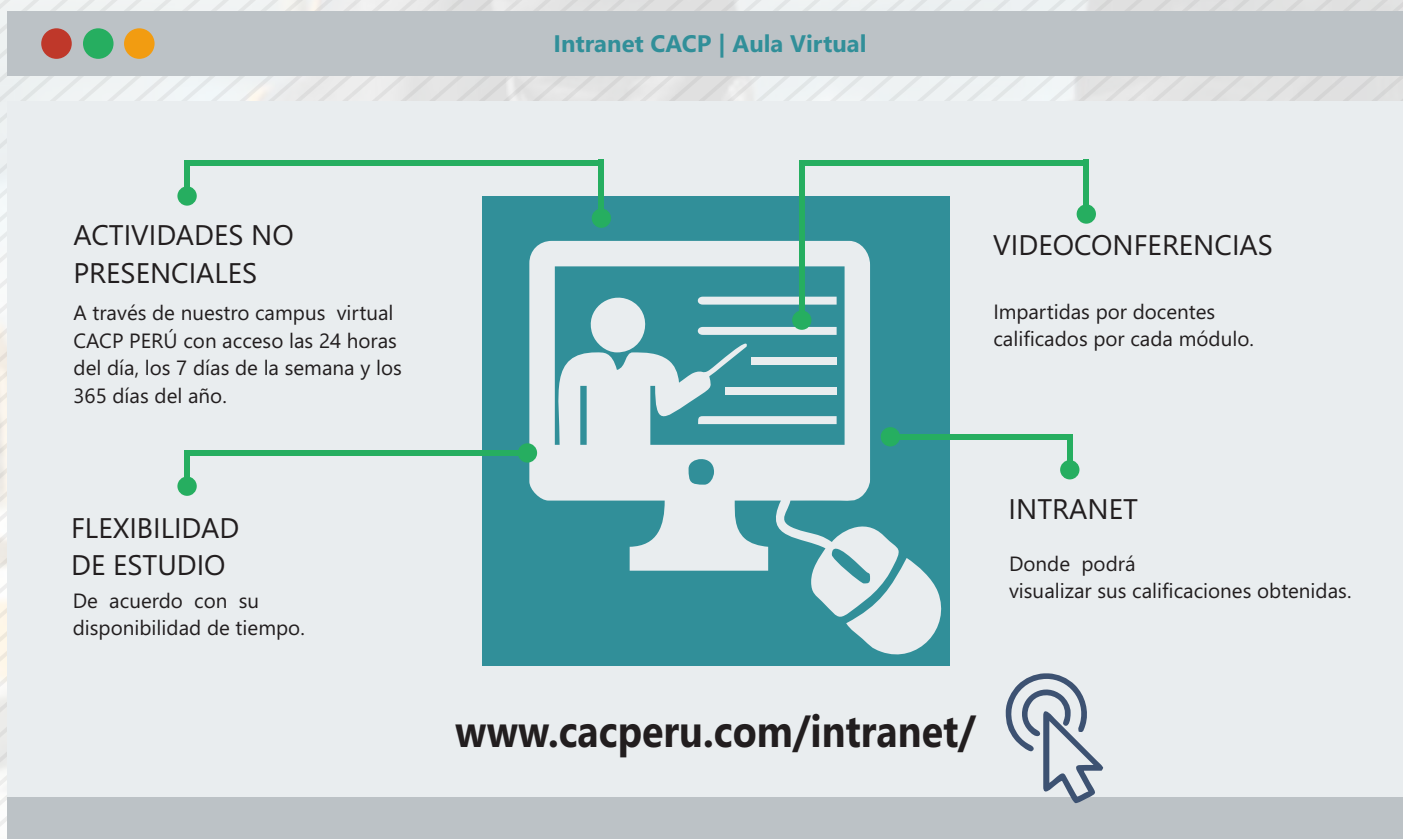 Intranet CACP | Aula Virtual
ACTIVIDADES NO
PRESENCIALES
A través de nuestro campus virtual
CACP PERÚ con acceso las 24 horas
del día, los 7 días de la semana y los
365 días del año.
FLEXIBILIDAD
DE ESTUDIO
De acuerdo con su
disponibilidad de tiempo.
VIDEOCONFERENCIAS
Impartidas por docentes
calificados por cada módulo.
INTRANET
Donde podrá
visualizar sus calificaciones obtenidas.
www.cacperu.com/intranet/